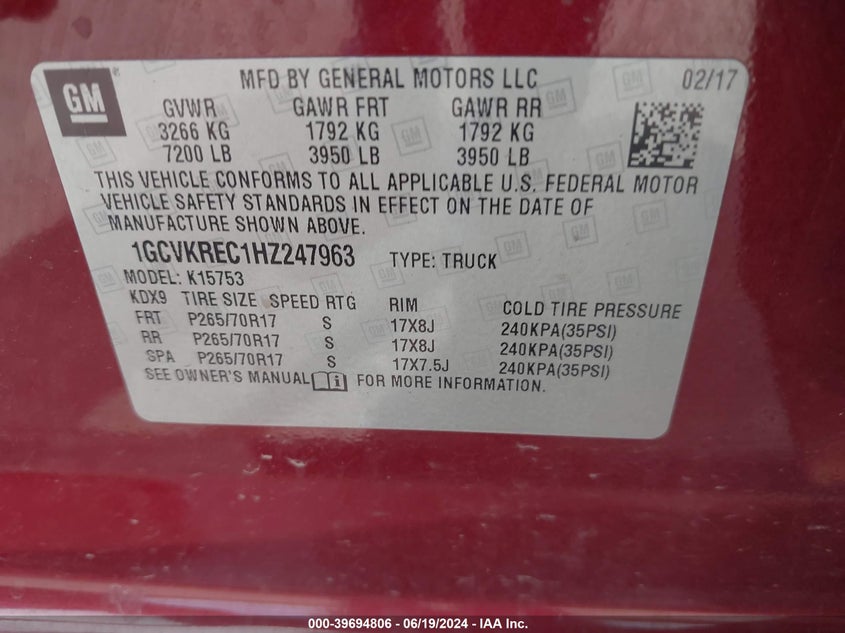 GM
MFD BY GENERAL MOTORS LLC 02/17
GVWR GAWR FRT GAWR RR
3266 KG 1792 KG 1792 KG
7200 LB 3950 LB 3950 LB
THIS VEHICLE CONFORMS TO ALL APPLICABLE U.S. FEDERAL MOTOR
VEHICLE SAFETY STANDARDS IN EFFECT ON THE DATE OF
MANUFACTURE SHOWN ABOVE.
1GCVKREC1HZ247963 TYPE: TRUCK
MODEL: K15753
KDX9 TIRE SIZE SPEED RTG RIM COLD TIRE PRESSURE
FRT P265/70R17 S 17X8J 240KPA(35PSI)
RR P265/70R17 S 17X8J 240KPA(35PSI)
SPA P265/70R17 S 17X7.5J 240KPA(35PSI)
SEE OWNER'S MANUAL FOR MORE INFORMATION.
000-39694806 - 06/19/2024 - IAA Inc.